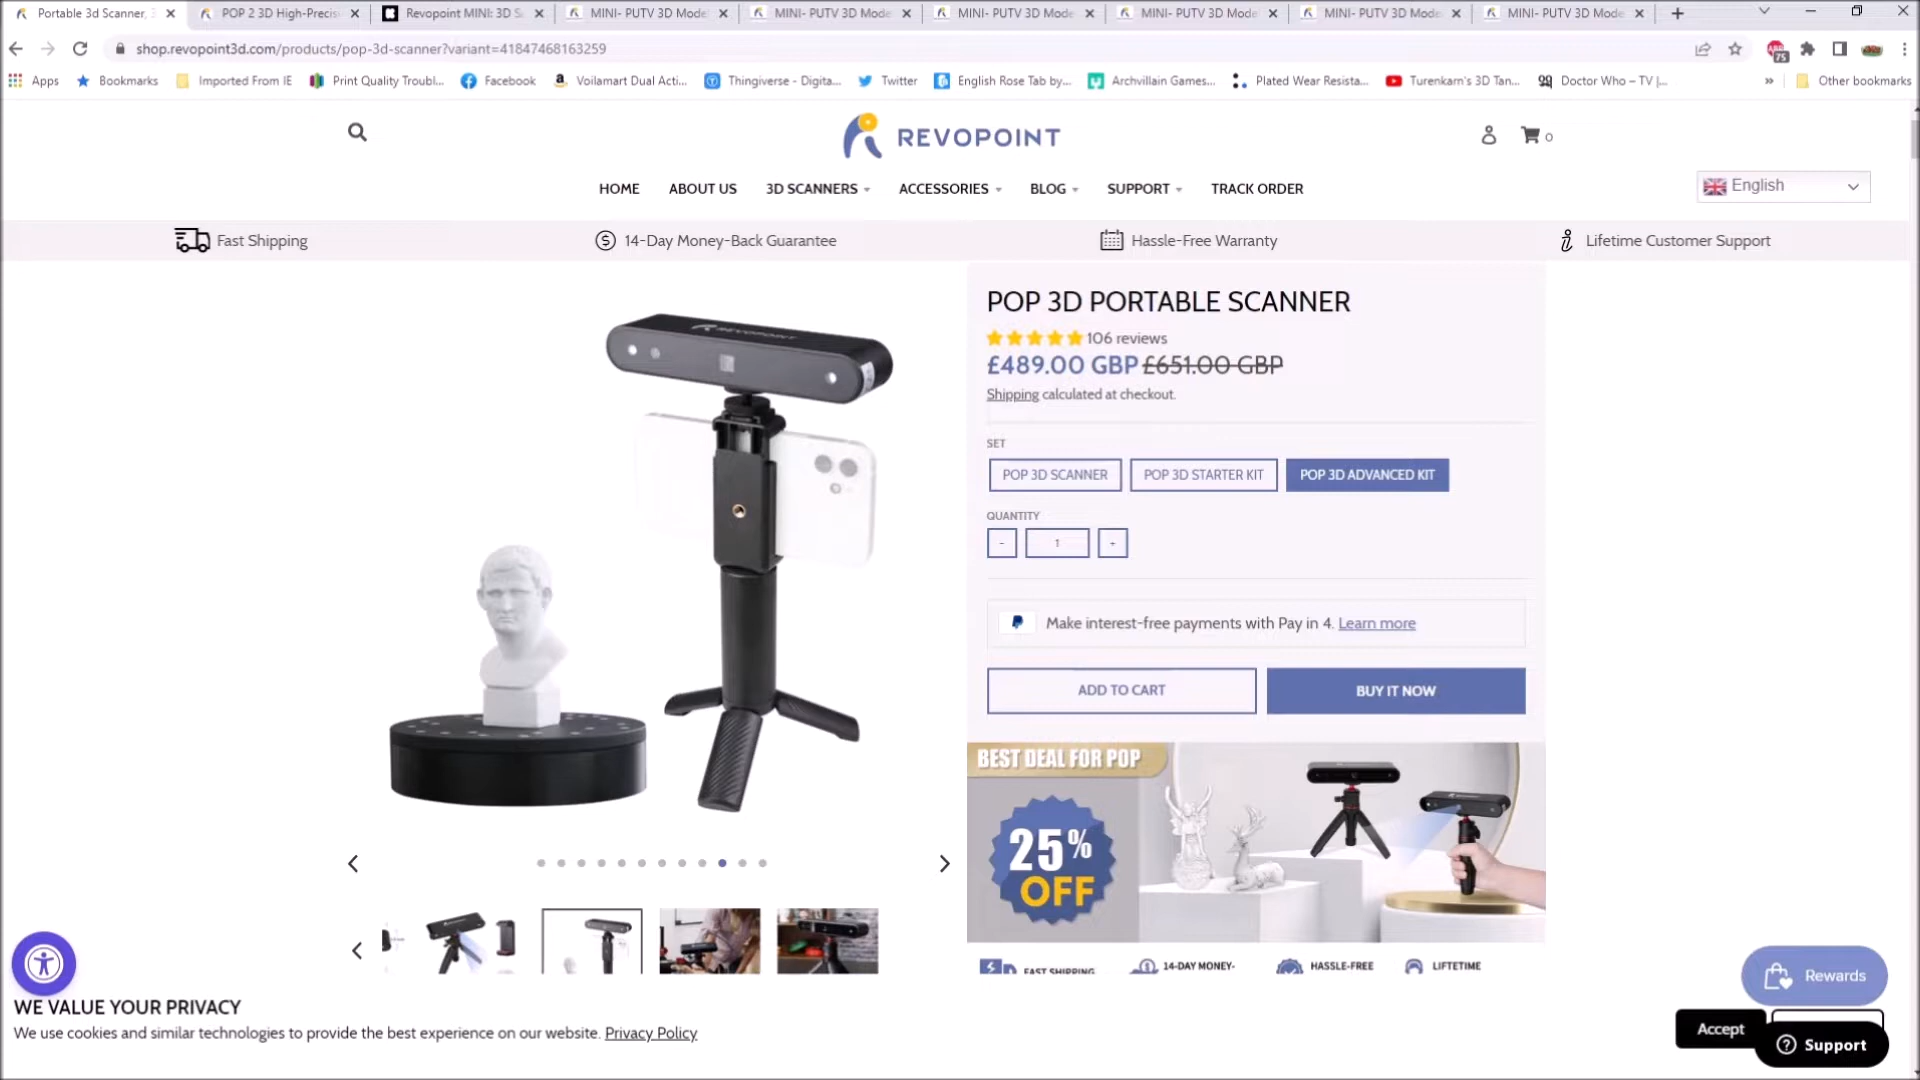 Portable 3d Scanner, 3
POP 2 3D High-Precis
Revopoint MINI: 3D S
MINI- PUTV 3D Mode
MINI- PUTV 3D Mode
MINI- PUTV 3D Mode
MINI- PUTV 3D Mode
MINI- PUTV 3D Mode
MINI- PUTV 3D Mode
shop.revopoint3d.com/products/pop-3d-scanner?variant=41847468163259
75
Apps
Bookmarks
Imported From IE
Print Quality Troubl...
Facebook
Voilamart Dual Acti...
Thingiverse - Digita...
Twitter
English Rose Tab by...
Archvillain Games...
Plated Wear Resista...
Turenkarn's 3D Tan...
Doctor Who – TV |...
»
Other bookmarks
REVOPOINT
0
HOME
ABOUT US
3D SCANNERS
ACCESSORIES
BLOG
SUPPORT
TRACK ORDER
English
Fast Shipping
14-Day Money-Back Guarantee
Hassle-Free Warranty
Lifetime Customer Support
REVOPOINT
POP 3D PORTABLE SCANNER
106 reviews
£489.00 GBP £651.00 GBP
Shipping calculated at checkout.
SET
POP 3D SCANNER
POP 3D STARTER KIT
POP 3D ADVANCED KIT
QUANTITY
- 1 +
Make interest-free payments with Pay in 4. Learn more
ADD TO CART
BUY IT NOW
BEST DEAL FOR POP
25%
OFF
FAST SHIPPING
14-DAY MONEY-
HASSLE-FREE
LIFTETIME
Rewards
WE VALUE YOUR PRIVACY
We use cookies and similar technologies to provide the best experience on our website. Privacy Policy
Accept
Support